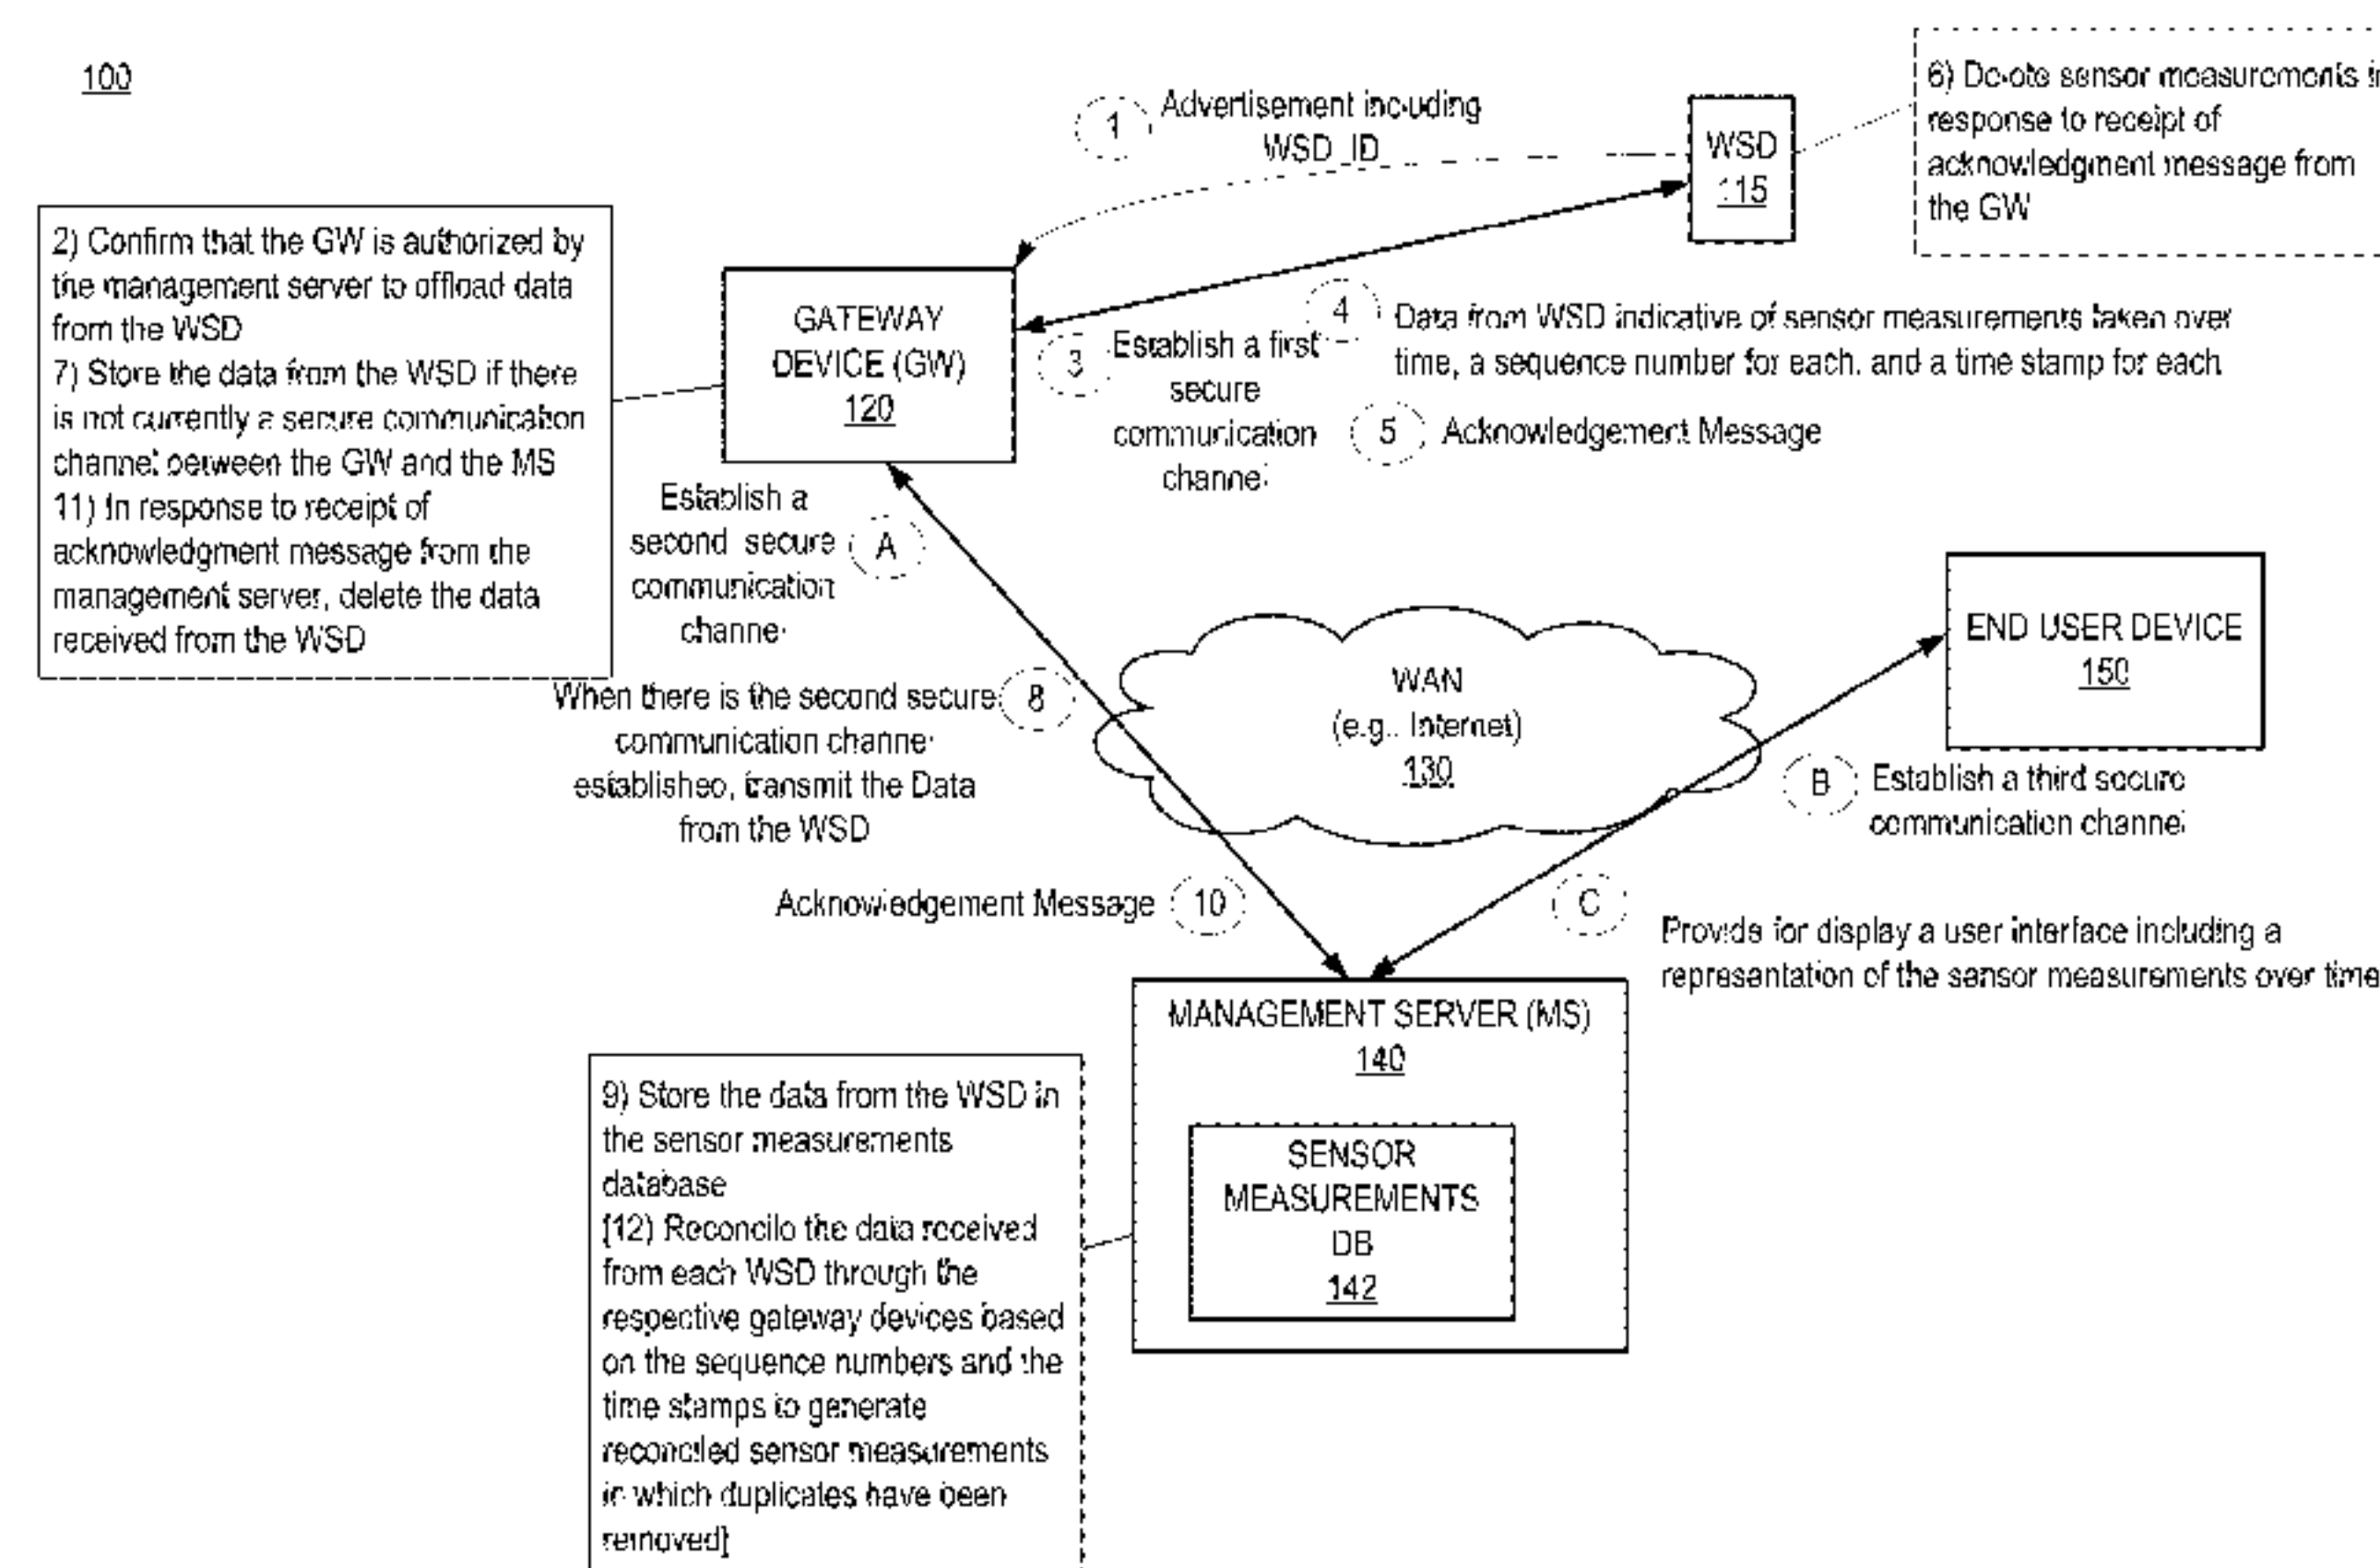 100
1 Advertisement including
WSD_ID
WSD
115
6) Delete sensor measurements in
response to receipt of
acknowledgment message from
the GW
2) Confirm that the GW is authorized by
the management server to offload data
from the WSD
7) Store the data from the WSD if there
is not currently a secure communication
channel between the GW and the MS
11) In response to receipt of
acknowledgment message from the
management server, delete the data
received from the WSD
GATEWAY
DEVICE (GW)
120
3 Establish a first
secure
communication
channel
4 Data from WSD indicative of sensor measurements taken over
time, a sequence number for each, and a time stamp for each
5 Acknowledgement Message
Establish a
second secure
communication
channel
A
When there is the second secure
communication channel
established, transmit the Data
from the WSD
8
WAN
(e.g., Internet)
130
END USER DEVICE
150
B Establish a third secure
communication channel
Acknowledgement Message 10
C
Provide for display a user interface including a
representation of the sensor measurements over time
MANAGEMENT SERVER (MS)
140
SENSOR
MEASUREMENTS
DB
142
9) Store the data from the WSD in
the sensor measurements
database
[12) Reconcile the data received
from each WSD through the
respective gateway devices based
on the sequence numbers and the
time stamps to generate
reconciled sensor measurements
in which duplicates have been
removed]